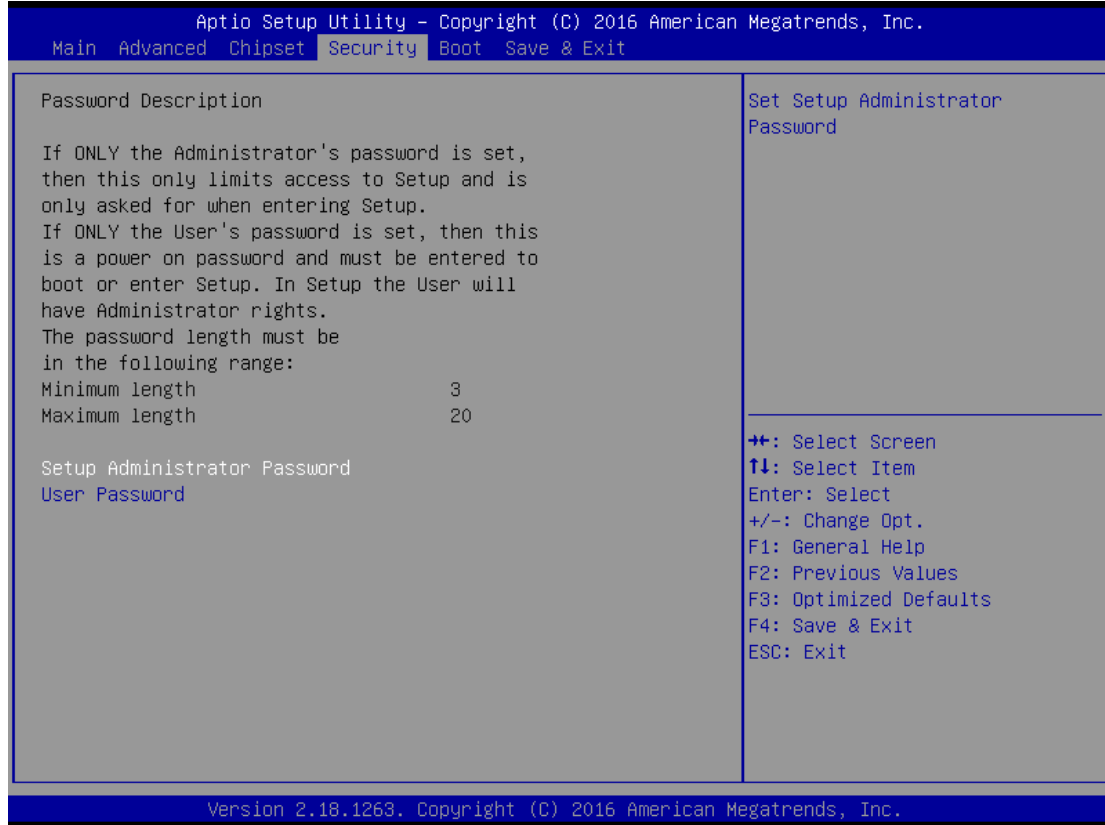 Aptio Setup Utility – Copyright (C) 2016 American Megatrends, Inc.
Main Advanced Chipset Security Boot Save & Exit
Password Description
If ONLY the Administrator's password is set,
then this only limits access to Setup and is
only asked for when entering Setup.
If ONLY the User's password is set, then this
is a power on password and must be entered to
boot or enter Setup. In Setup the User will
have Administrator rights.
The password length must be
in the following range:
Minimum length 3
Maximum length 20
Setup Administrator Password
User Password
Set Setup Administrator
Password
→←: Select Screen
↑↓: Select Item
Enter: Select
+/-: Change Opt.
F1: General Help
F2: Previous Values
F3: Optimized Defaults
F4: Save & Exit
ESC: Exit
Version 2.18.1263. Copyright (C) 2016 American Megatrends, Inc.